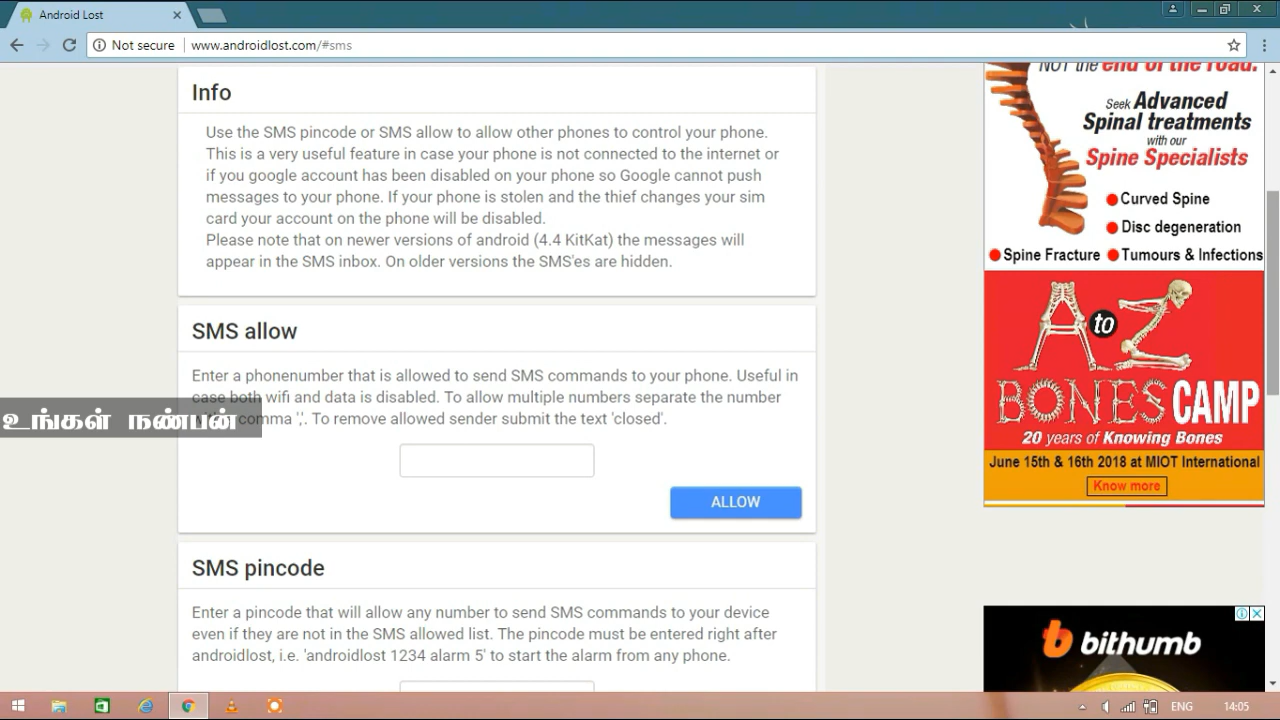 Android Lost
Not secure
www.androidlost.com/#sms
Info
Use the SMS pincode or SMS allow to allow other phones to control your phone.
This is a very useful feature in case your phone is not connected to the internet or
if you google account has been disabled on your phone so Google cannot push
messages to your phone. If your phone is stolen and the thief changes your sim
card your account on the phone will be disabled.
Please note that on newer versions of android (4.4 KitKat) the messages will
appear in the SMS inbox. On older versions the SMS'es are hidden.
SMS allow
Enter a phonenumber that is allowed to send SMS commands to your phone. Useful in
case both wifi and data is disabled. To allow multiple numbers separate the number
comma ','. To remove allowed sender submit the text 'closed'.
உங்கள் நண்பன்
ALLOW
SMS pincode
Enter a pincode that will allow any number to send SMS commands to your device
even if they are not in the SMS allowed list. The pincode must be entered right after
androidlost, i.e. 'androidlost 1234 alarm 5' to start the alarm from any phone.
NOT the end of the road.
Seek Advanced
Spinal treatments
with our
Spine Specialists
Curved Spine
Disc degeneration
Spine Fracture
Tumours & Infections
A to Z
BONES CAMP
20 years of Knowing Bones
June 15th & 16th 2018 at MIOT International
Know more
bithumb
ENG
14:05